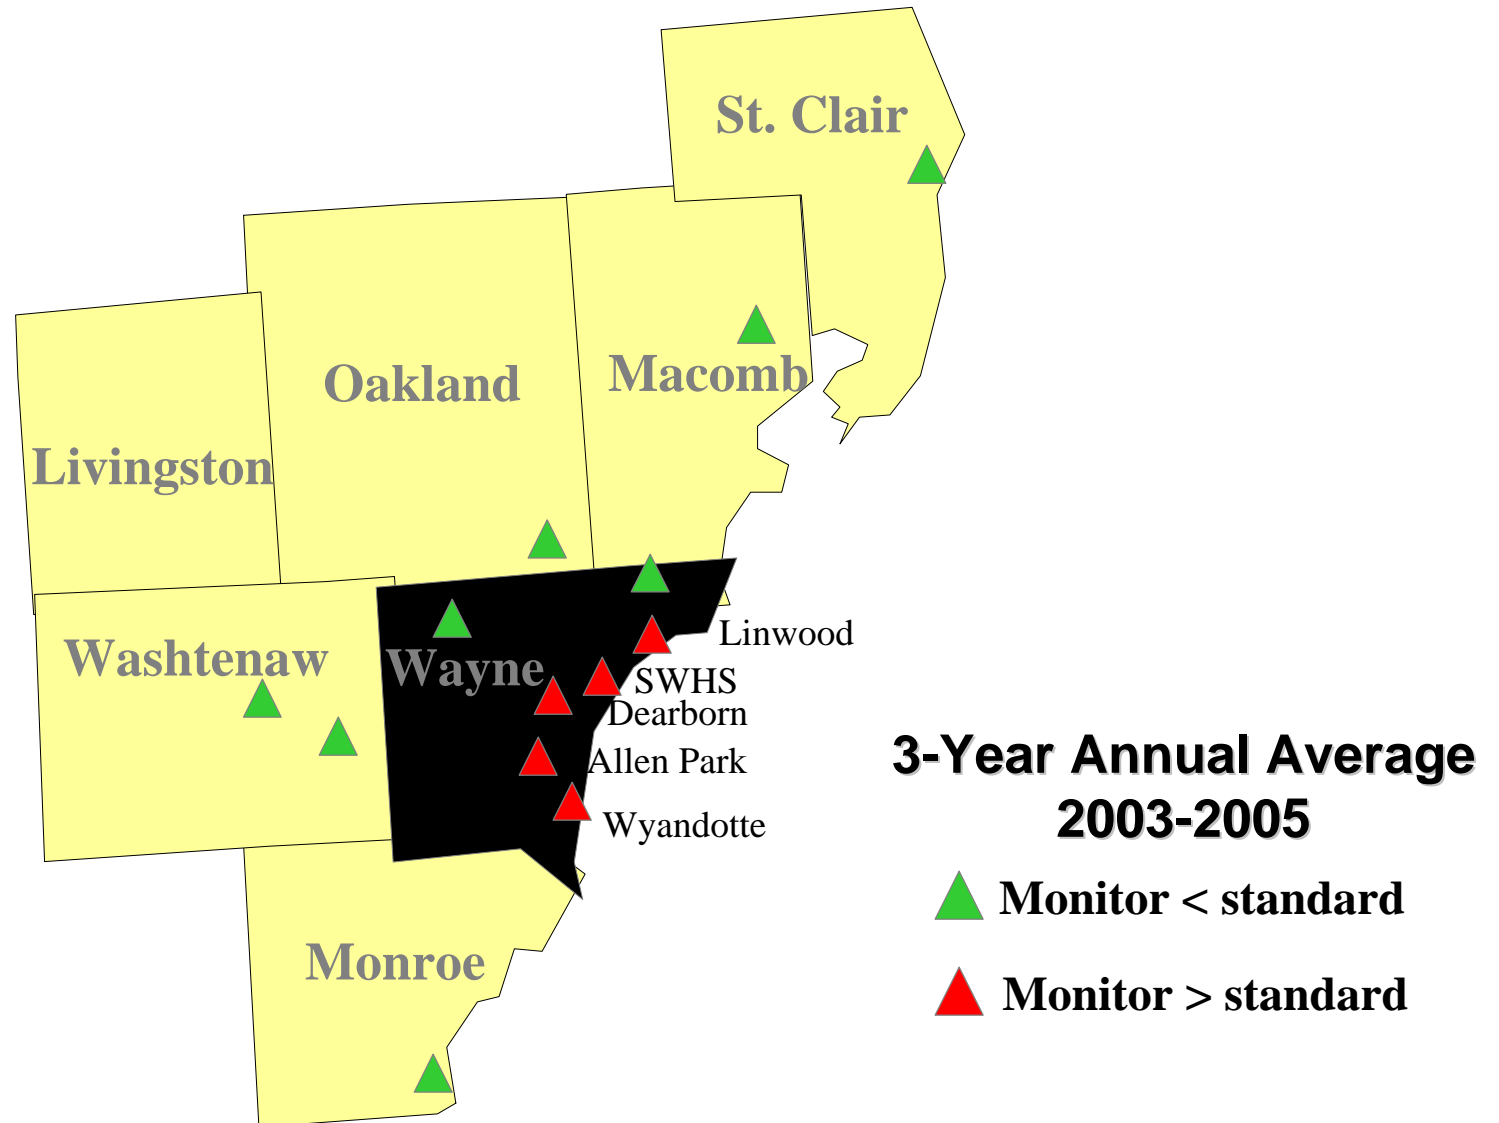 St. Clair
Oakland
Macomb
Livingston
Washtenaw
Wayne
Linwood
SWHS
Dearborn
Allen Park
Wyandotte
Monroe
3-Year Annual Average
2003-2005
Monitor < standard
Monitor > standard